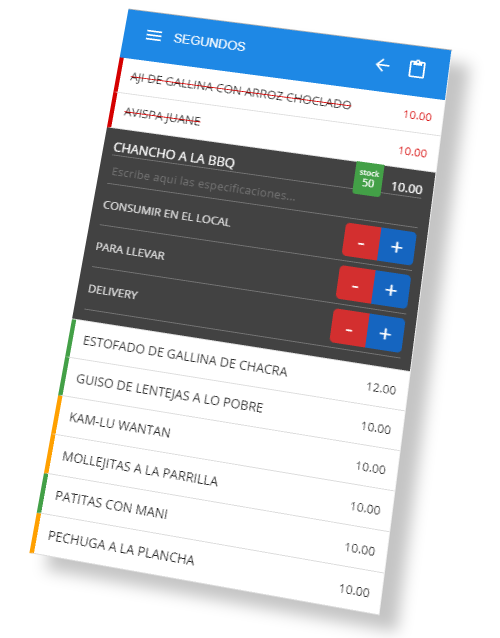 SEGUNDOS
AJI DE GALLINA CON ARROZ CHOCLADO 10.00
AVISPA JUANE 10.00
CHANCHO A LA BBQ stock 50 10.00
Escribe aqui las especificaciones...
CONSUMIR EN EL LOCAL - +
PARA LLEVAR - +
DELIVERY - +
ESTOFADO DE GALLINA DE CHACRA 12.00
GUISO DE LENTEJAS A LO POBRE 10.00
KAM-LU WANTAN 10.00
MOLLEJITAS A LA PARRILLA 10.00
PATITAS CON MANI 10.00
PECHUGA A LA PLANCHA 10.00